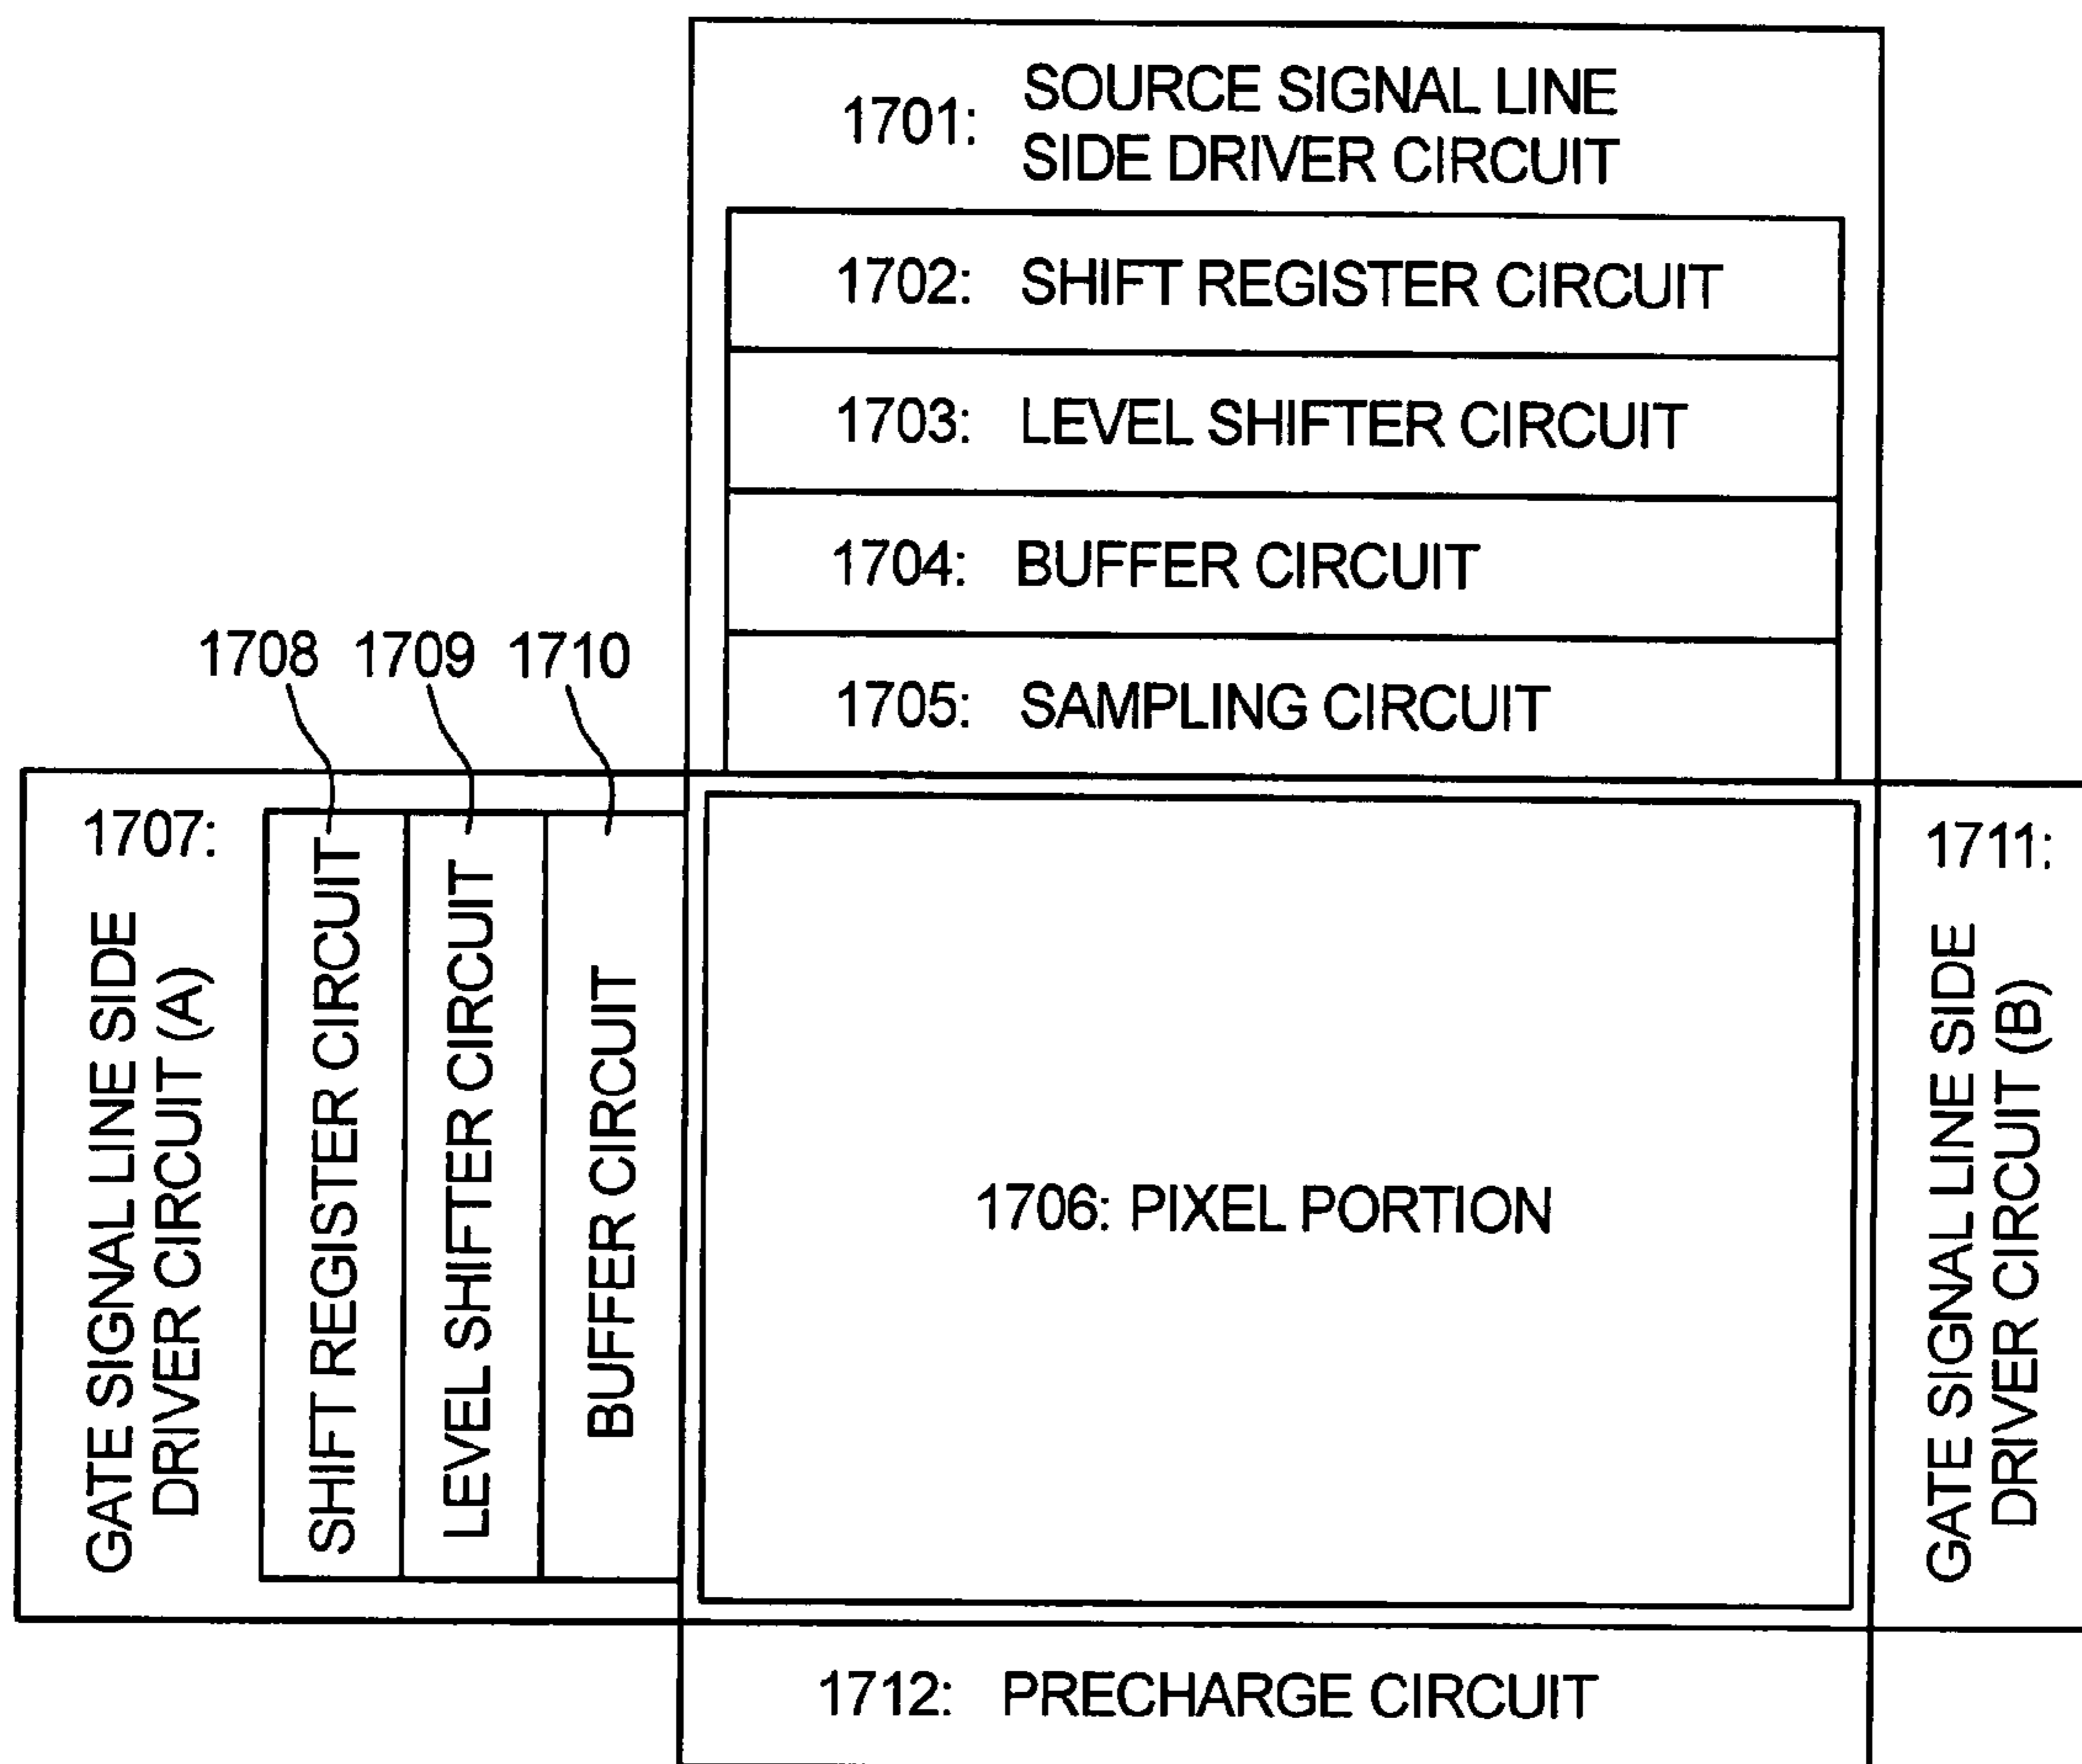 1701: SOURCE SIGNAL LINE
SIDE DRIVER CIRCUIT
1702: SHIFT REGISTER CIRCUIT
1703: LEVEL SHIFTER CIRCUIT
1704: BUFFER CIRCUIT
1705: SAMPLING CIRCUIT
1708 1709 1710
1707:
GATE SIGNAL LINE SIDE
DRIVER CIRCUIT (A)
SHIFT REGISTER CIRCUIT
LEVEL SHIFTER CIRCUIT
BUFFER CIRCUIT
1706: PIXEL PORTION
1711:
GATE SIGNAL LINE SIDE
DRIVER CIRCUIT (B)
1712: PRECHARGE CIRCUIT